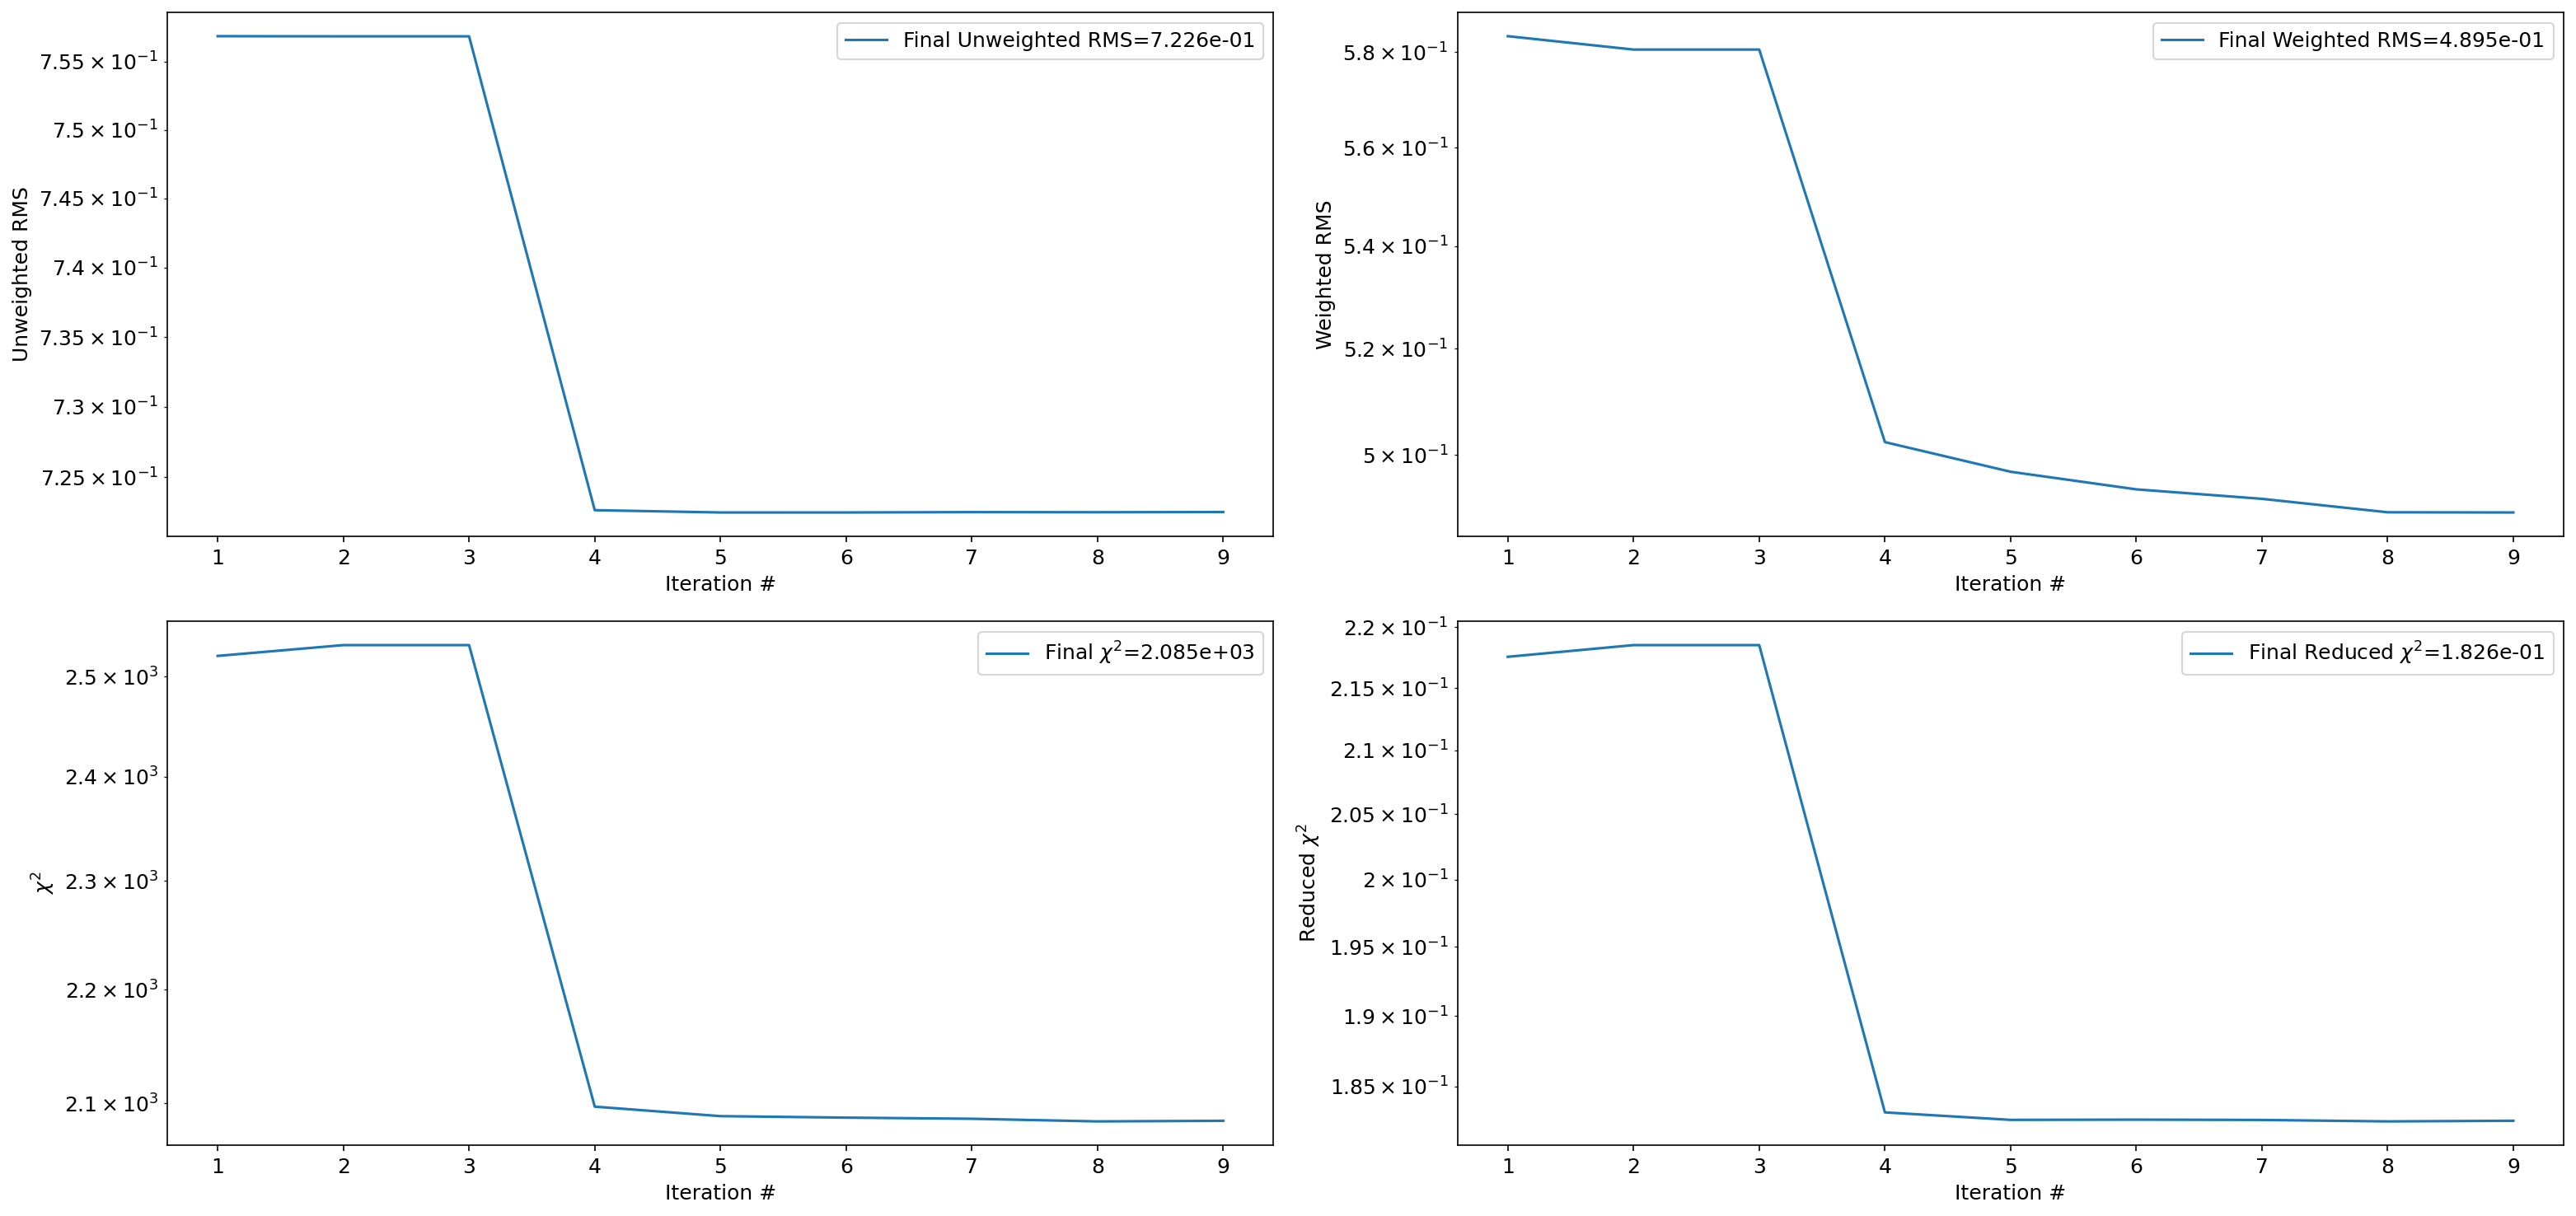 Final Unweighted RMS=7.226e-01
7.55 × 10⁻¹
7.5 × 10⁻¹
7.45 × 10⁻¹
7.4 × 10⁻¹
7.35 × 10⁻¹
7.3 × 10⁻¹
7.25 × 10⁻¹
Unweighted RMS
1 2 3 4 5 6 7 8 9
Iteration #
Final Weighted RMS=4.895e-01
5.8 × 10⁻¹
5.6 × 10⁻¹
5.4 × 10⁻¹
5.2 × 10⁻¹
5 × 10⁻¹
Weighted RMS
1 2 3 4 5 6 7 8 9
Iteration #
Final χ²=2.085e+03
2.5 × 10³
2.4 × 10³
2.3 × 10³
2.2 × 10³
2.1 × 10³
χ²
1 2 3 4 5 6 7 8 9
Iteration #
Final Reduced χ²=1.826e-01
2.2 × 10⁻¹
2.15 × 10⁻¹
2.1 × 10⁻¹
2.05 × 10⁻¹
2 × 10⁻¹
1.95 × 10⁻¹
1.9 × 10⁻¹
1.85 × 10⁻¹
Reduced χ²
1 2 3 4 5 6 7 8 9
Iteration #